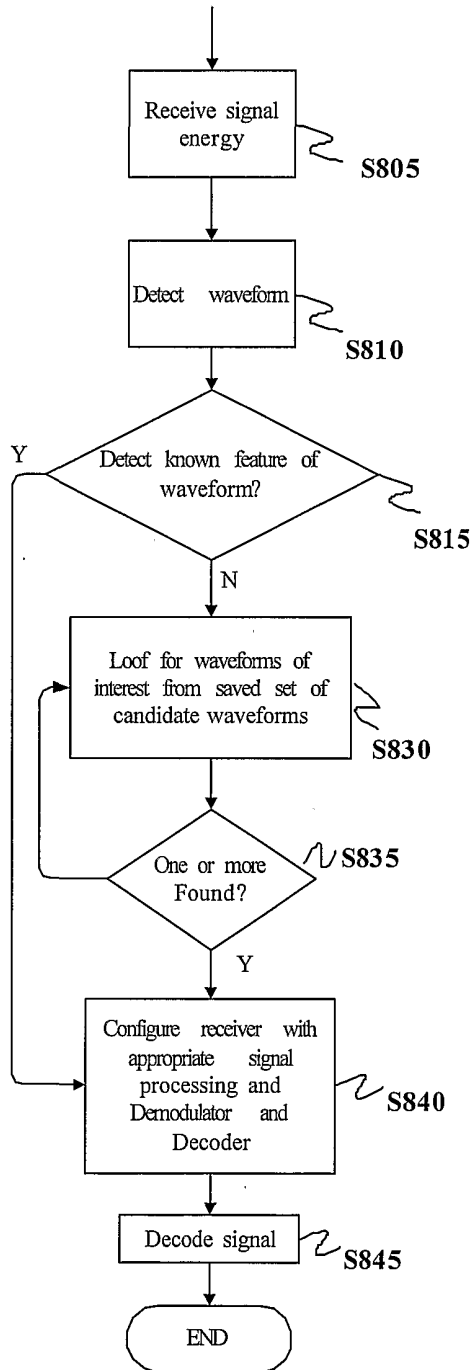 Receive signal
energy
S805
Detect waveform
S810
Y
Detect known feature of
waveform?
S815
N
Loof for waveforms of
interest from saved set of
candidate waveforms
S830
One or more
Found?
S835
Y
Configure receiver with
appropriate signal
processing and
Demodulator and
Decoder
S840
Decode signal
S845
END